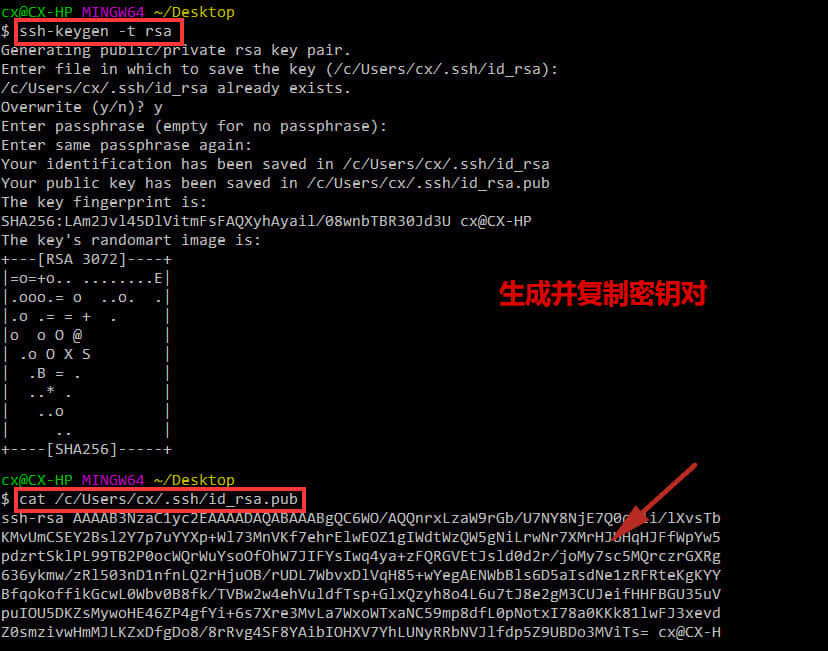 cx@CX-HP MINGW64 ~/Desktop
$ ssh-keygen -t rsa
Generating public/private rsa key pair.
Enter file in which to save the key (/c/Users/cx/.ssh/id_rsa):
/c/Users/cx/.ssh/id_rsa already exists.
Overwrite (y/n)? y
Enter passphrase (empty for no passphrase):
Enter same passphrase again:
Your identification has been saved in /c/Users/cx/.ssh/id_rsa
Your public key has been saved in /c/Users/cx/.ssh/id_rsa.pub
The key fingerprint is:
SHA256:LAm2Jvl45DlVitmFsFAQXyhAyail/08wnbTBR30Jd3U cx@CX-HP
The key's randomart image is:
+---[RSA 3072]----+
|=o=+o.. ........E|
|.ooo.= o  ..o.  .|
|.o .= = +  .     |
|o  o O @         |
| .o O X S        |
|  .B = .         |
|  ..* .          |
|   ..o           |
|     ..          |
+----[SHA256]-----+
生成并复制密钥对
cx@CX-HP MINGW64 ~/Desktop
$ cat /c/Users/cx/.ssh/id_rsa.pub
ssh-rsa AAAAB3NzaC1yc2EAAAADAQABAAABgQC6WO/AQQnrxLzaW9rGb/U7NY8NjE7Q0
KMvUmCSEY2Bsl2Y7p7uYYXp+Wl73MnVKf7ehrElwEOZ1gIWdtWzQW5gNiLrwNr7XMrHJ
pdzrtSklPL99TB2P0ocWQrWuYsoOfOhW7JIFYsIwq4ya+zFQRGVEtJsld0d2r/joMy7sc5MQrczrGXRg
636ykmw/zRl503nD1nfnLQ2rHjuOB/rUDL7WbvxDlVqH85+wYegAENWbBls6D5aIsdNe1zRFRteKgKYY
BfqokoffikGcwL0Wbv0B8fk/TVBw2w4ehVuldfTsp+GlxQzyh8o4L6u7tJ8e2gM3CUJeifHHFBGU35uV
puIOU5DKZsMywoHE46ZP4gfYi+6s7Xre3MvLa7WxoWTxaNC59mp8dfL0pNotxI78a0KKk81lwFJ3xevd
Z0smzivwHmMJLKZxDfgDo8/8rRvg4SF8YAibIOHXV7YhLUNyRRbNVJlfdp5Z9UBDo3MViTs= cx@CX-H